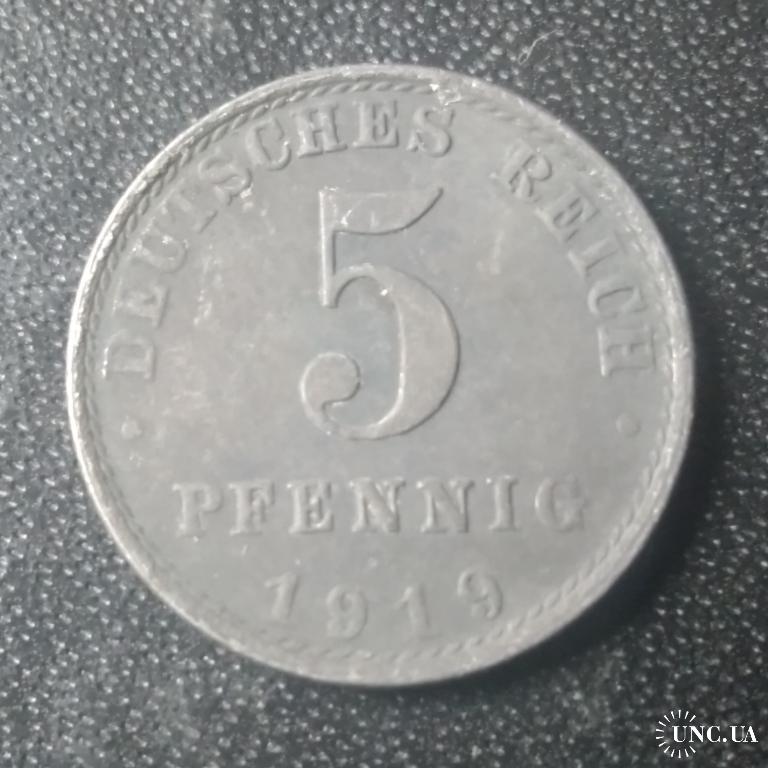 · DEUTSCHES REICH ·
5
PFENNIG
1919
UNC.UA